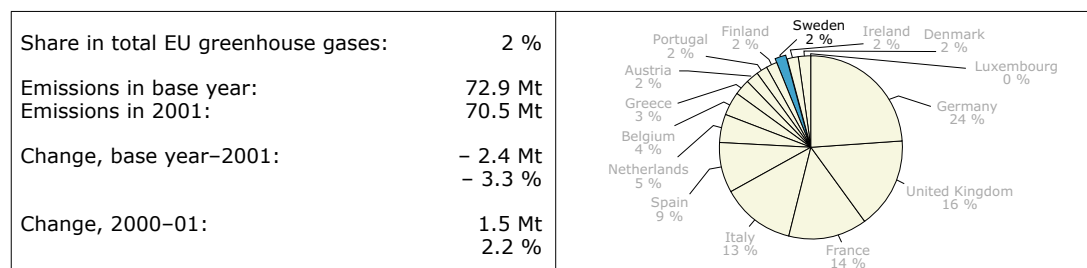 Share in total EU greenhouse gases: 2 %
Emissions in base year: 72.9 Mt
Emissions in 2001: 70.5 Mt
Change, base year–2001: – 2.4 Mt
– 3.3 %
Change, 2000–01: 1.5 Mt
2.2 %
Sweden
2 %
Ireland
2 %
Denmark
2 %
Luxembourg
0 %
Germany
24 %
United Kingdom
16 %
France
14 %
Italy
13 %
Spain
9 %
Netherlands
5 %
Belgium
4 %
Greece
3 %
Austria
2 %
Portugal
2 %
Finland
2 %